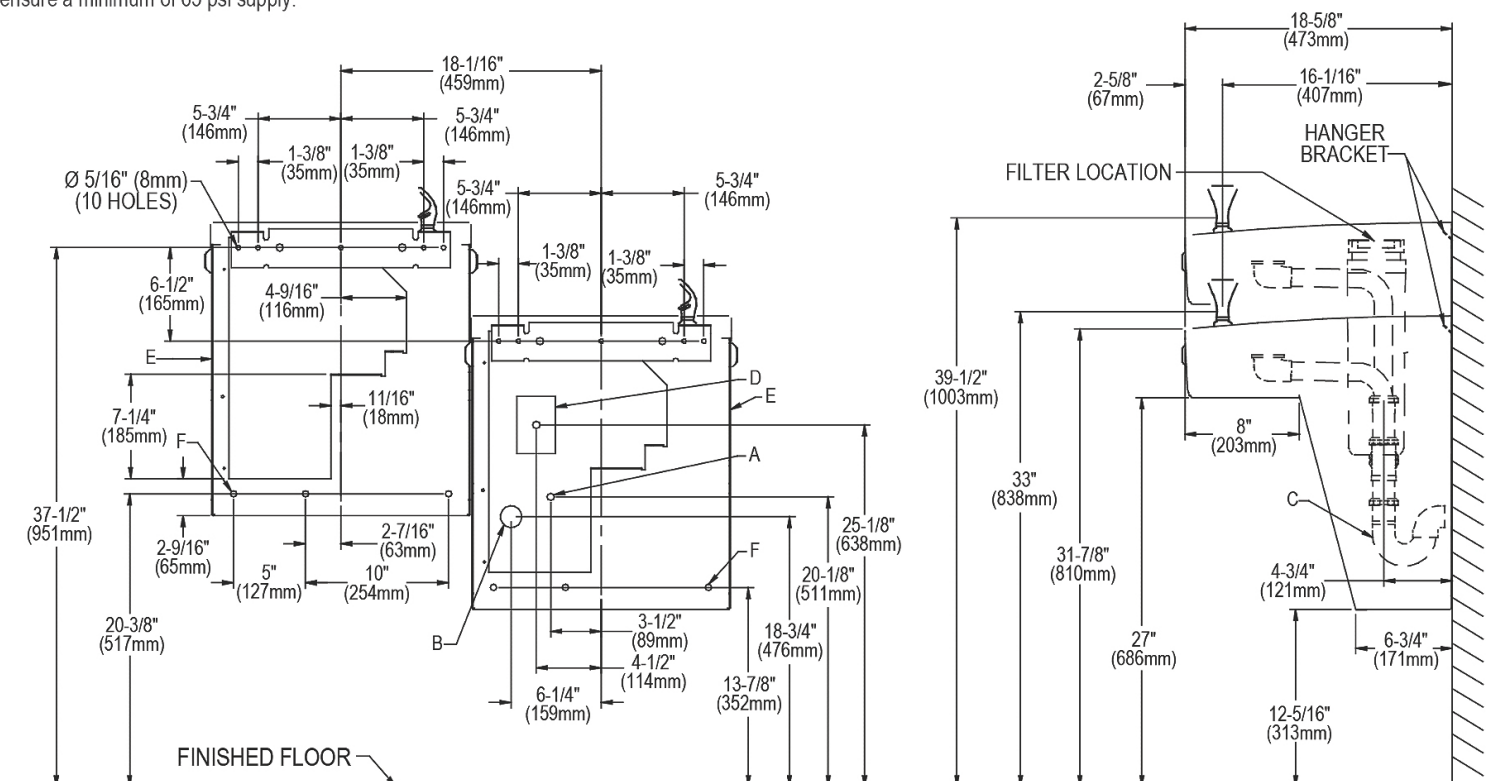 ensure a minimum of 65 psi supply.
18-5/8"
(473mm)
18-1/16"
(459mm)
2-5/8"
(67mm)
16-1/16"
(407mm)
5-3/4"
(146mm)
5-3/4"
(146mm)
HANGER
BRACKET
1-3/8"
(35mm)
1-3/8"
(35mm)
FILTER LOCATION
Ø 5/16" (8mm)
(10 HOLES)
5-3/4"
(146mm)
5-3/4"
(146mm)
1-3/8"
(35mm)
1-3/8"
(35mm)
6-1/2"
(165mm)
4-9/16"
(116mm)
E
D
E
39-1/2"
(1003mm)
11/16"
(18mm)
7-1/4"
(185mm)
F
8"
(203mm)
A
33"
(838mm)
C
37-1/2"
(951mm)
2-7/16"
(63mm)
25-1/8"
(638mm)
2-9/16"
(65mm)
F
31-7/8"
(810mm)
5"
(127mm)
10"
(254mm)
20-1/8"
(511mm)
4-3/4"
(121mm)
20-3/8"
(517mm)
B
3-1/2"
(89mm)
18-3/4"
(476mm)
27"
(686mm)
6-3/4"
(171mm)
4-1/2"
(114mm)
6-1/4"
(159mm)
13-7/8"
(352mm)
12-5/16"
(313mm)
FINISHED FLOOR